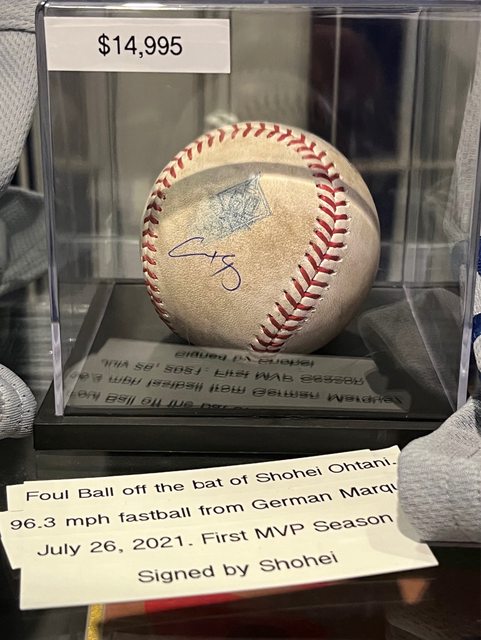 $14,995
Foul Ball off the bat of Shohei Ohtani.
96.3 mph fastball from German Marqu
July 26, 2021. First MVP Season
Signed by Shohei